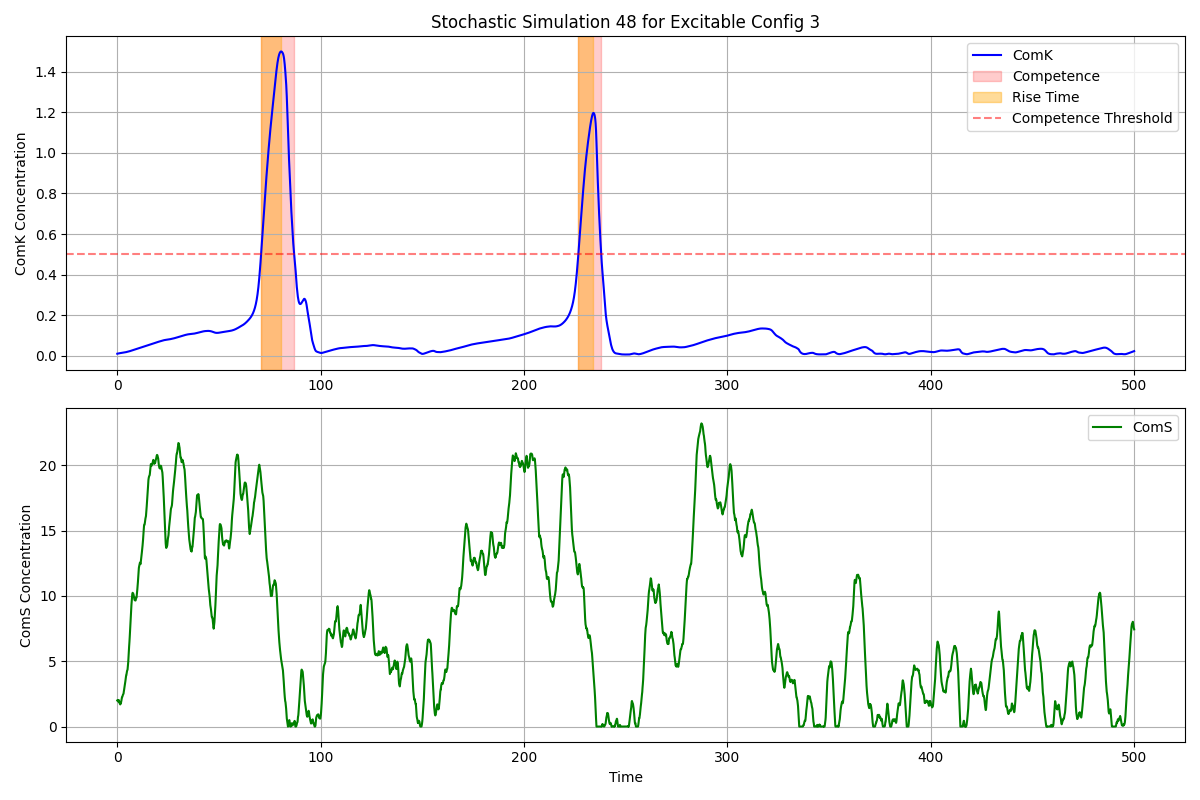 Stochastic Simulation 48 for Excitable Config 3
ComK Concentration
1.4
1.2
1.0
0.8
0.6
0.4
0.2
0.0
ComK
Competence
Rise Time
Competence Threshold
0 100 200 300 400 500
ComS Concentration
20
15
10
5
0
ComS
0 100 200 300 400 500
Time